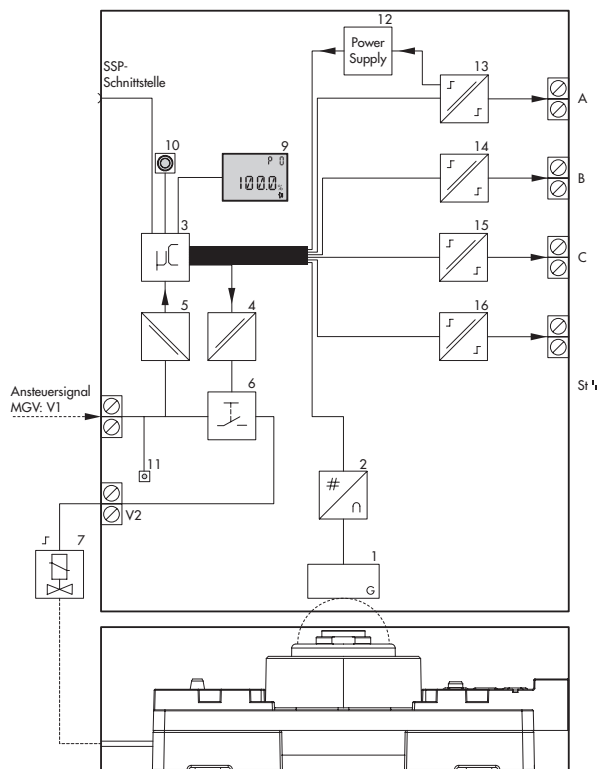 12
Power
Supply
SSP-
Schnittstelle
13
A
10
9
P 0
100.0
%
14
B
3
µC
15
C
5
4
16
Ansteuersignal
MGV: V1
6
St
11
2
#
∩
V2
7
1
G